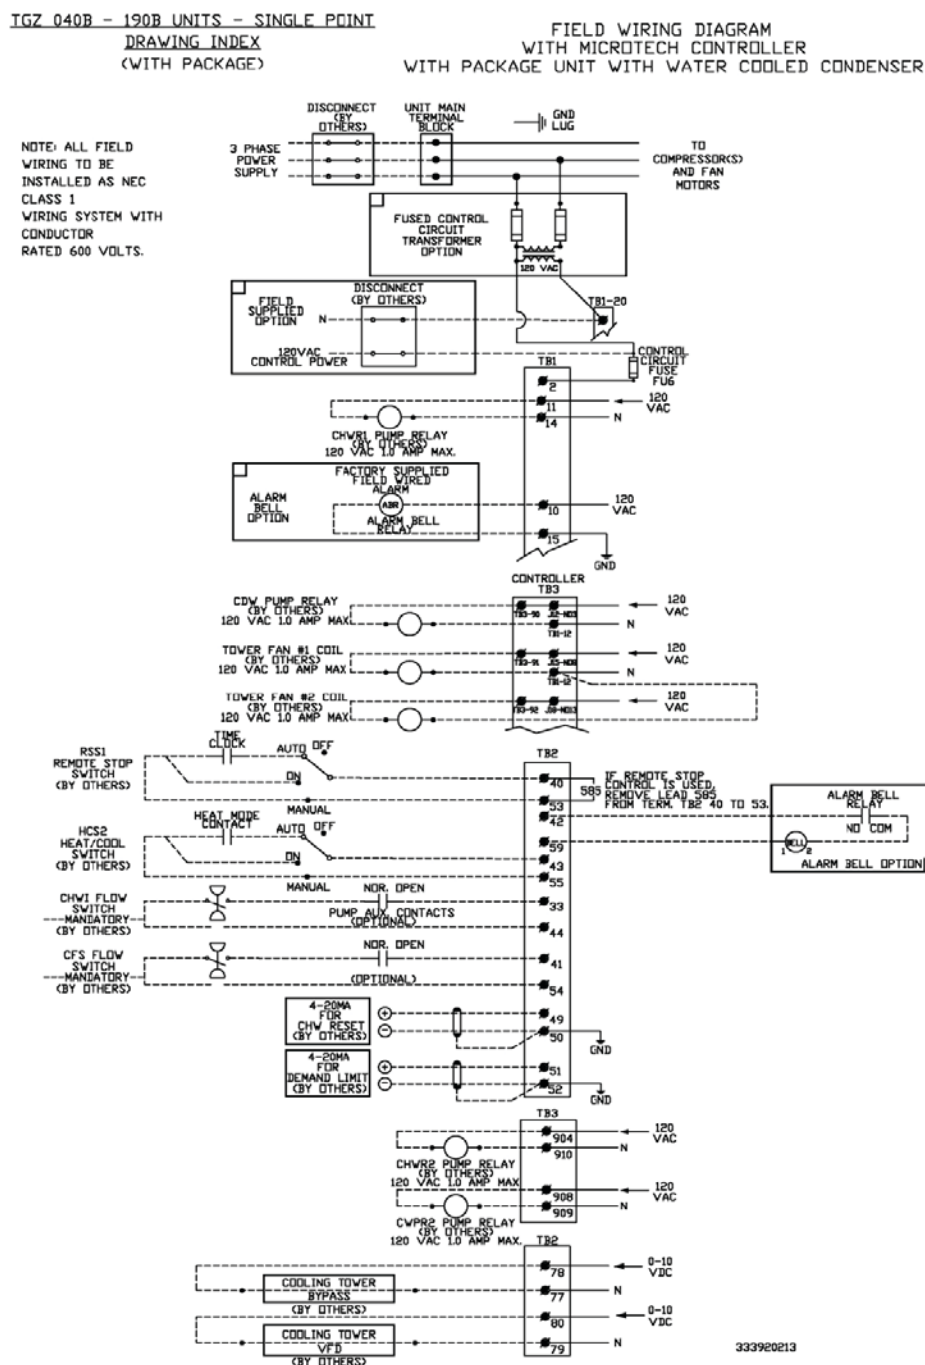 TGZ 040B - 190B UNITS - SINGLE POINT
DRAWING INDEX
(WITH PACKAGE)
FIELD WIRING DIAGRAM
WITH MICROTECH CONTROLLER
WITH PACKAGE UNIT WITH WATER COOLED CONDENSER
NOTE: ALL FIELD
WIRING TO BE
INSTALLED AS NEC
CLASS 1
WIRING SYSTEM WITH
CONDUCTOR
RATED 600 VOLTS.
DISCONNECT
(BY
OTHERS)
UNIT MAIN
TERMINAL
BLOCK
GND
LUG
3 PHASE
POWER
SUPPLY
TO
COMPRESSOR(S)
AND FAN
MOTORS
FUSED CONTROL
CIRCUIT
TRANSFORMER
OPTION
120 VAC
DISCONNECT
(BY OTHERS)
FIELD
SUPPLIED
OPTION
N
120VAC
CONTROL POWER
TB1-20
CONTROL
CIRCUIT
FUSE
FU6
TB1
2
11
14
120
VAC
N
CHWR1 PUMP RELAY
(BY OTHERS)
120 VAC 1.0 AMP MAX.
FACTORY SUPPLIED
FIELD WIRED
ALARM
ALARM
BELL
OPTION
ABR
ALARM BELL
RELAY
10
15
120
VAC
GND
CONTROLLER
TB3
CDW PUMP RELAY
(BY OTHERS)
120 VAC 1.0 AMP MAX
TB3-90
J12-NO3
TB1-12
120
VAC
N
TOWER FAN #1 COIL
(BY OTHERS)
120 VAC 1.0 AMP MAX
TB3-91
TB1-12
120
VAC
N
TOWER FAN #2 COIL
(BY OTHERS)
120 VAC 1.0 AMP MAX
TB3-92
120
VAC
RSS1
REMOTE STOP
SWITCH
(BY OTHERS)
TIME
CLOCK
AUTO
OFF
ON
MANUAL
TB2
40
53
585
IF REMOTE STOP
CONTROL IS USED,
REMOVE LEAD 585
FROM TERM. TB2 40 TO 53.
42
59
ALARM BELL
RELAY
NO COM
1
BELL
2
ALARM BELL OPTION
HCS2
HEAT/COOL
SWITCH
(BY OTHERS)
HEAT MODE
CONTACT
AUTO
OFF
ON
MANUAL
43
55
CHWI FLOW
SWITCH
MANDATORY
(BY OTHERS)
NOR. OPEN
PUMP AUX. CONTACTS
(OPTIONAL)
33
44
CFS FLOW
SWITCH
MANDATORY
(BY OTHERS)
NOR. OPEN
(OPTIONAL)
41
54
4-20MA
FOR
CHW RESET
(BY OTHERS)
+
-
49
50
GND
4-20MA
FOR
DEMAND LIMIT
(BY OTHERS)
+
-
51
52
GND
TB3
904
910
120
VAC
N
CHWR2 PUMP RELAY
(BY OTHERS)
120 VAC 1.0 AMP MAX
908
909
120
VAC
N
CWPR2 PUMP RELAY
(BY OTHERS)
120 VAC 1.0 AMP MAX.
TB2
78
77
0-10
VDC
N
COOLING TOWER
BYPASS
(BY OTHERS)
80
79
0-10
VDC
N
COOLING TOWER
VFD
(BY OTHERS)
333920213